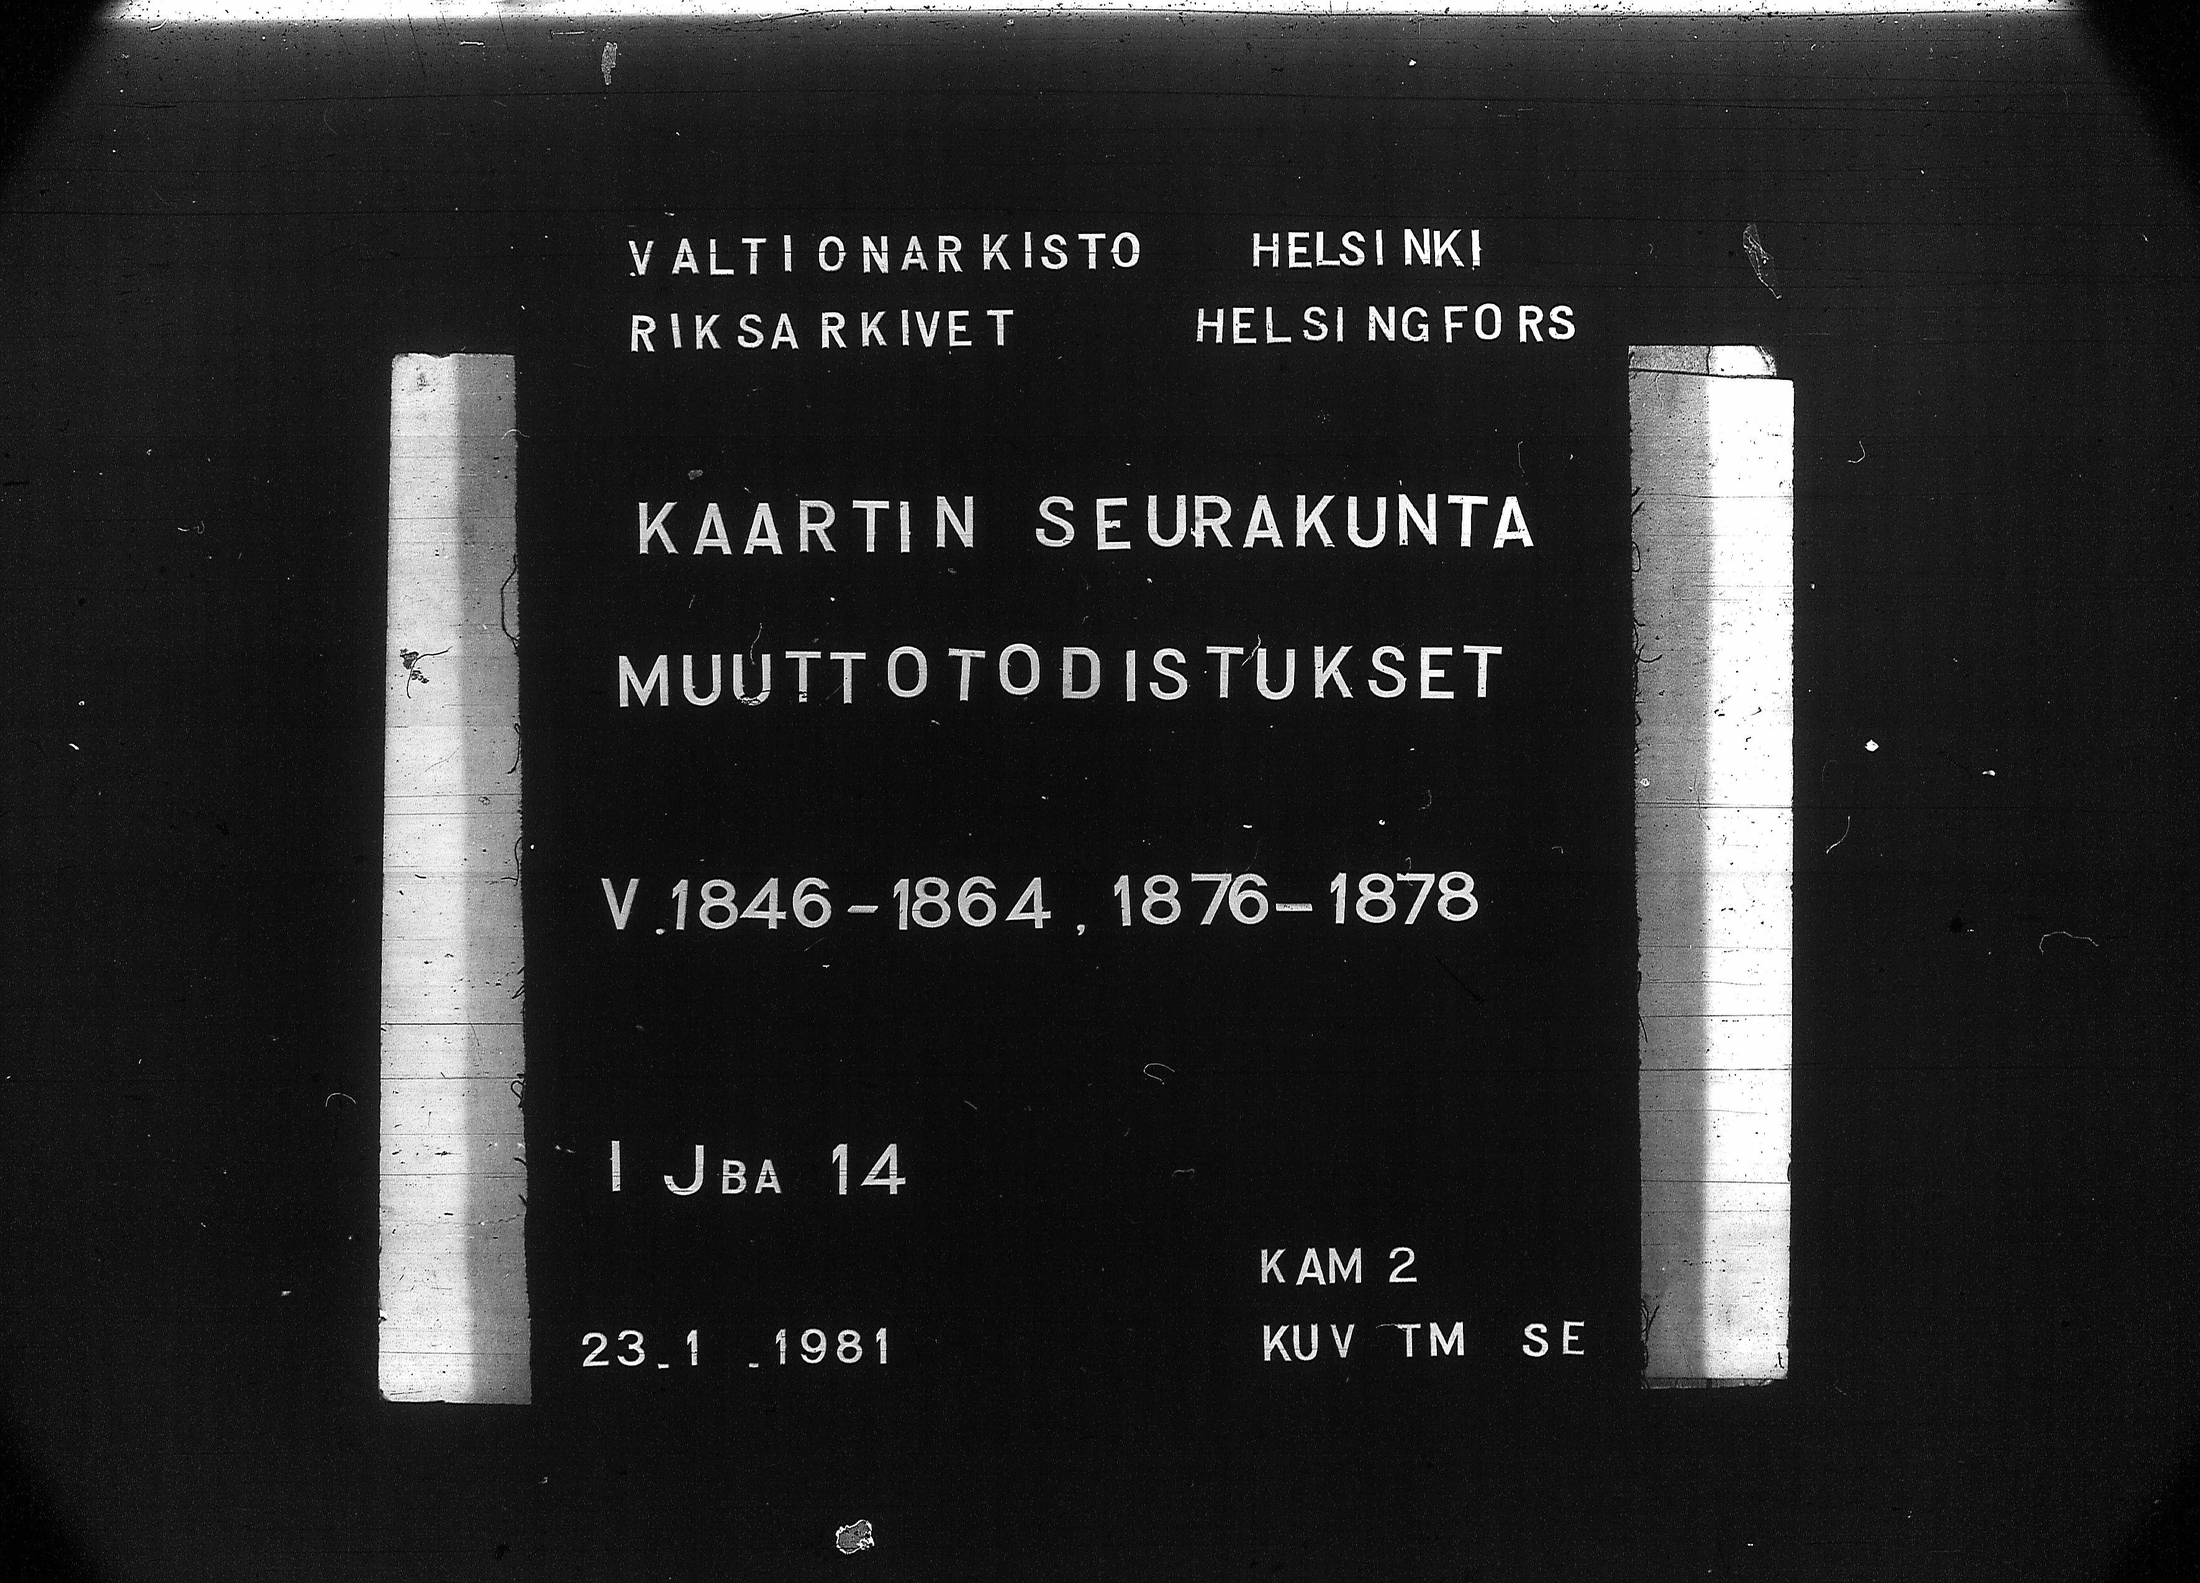 VALTIONARKISTO HELSINKI
RIKSARKIVET HELSINGFORS
KAARTIN SEURAKUNTA
MUUTTOTODISTUKSET
V.1846-1864, 1876-1878
I JBA 14
KAM 2
23.1.1981 KUV TM SE